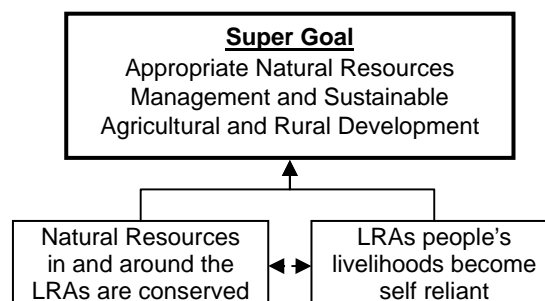 Super Goal
Appropriate Natural Resources
Management and Sustainable
Agricultural and Rural Development
Natural Resources
in and around the
LRAs are conserved
LRAs people's
livelihoods become
self reliant